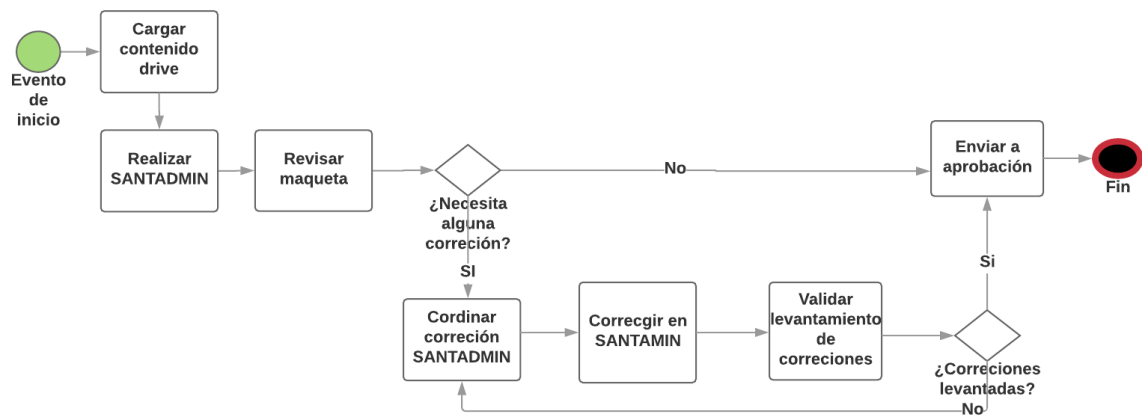 Cargar
contenido
drive
Evento
de
inicio
Realizar
SANTADMIN
Revisar
maqueta
¿Necesita
alguna
correción?
No
Enviar a
aprobación
Fin
SI
Cordinar
correción
SANTADMIN
Correcgir en
SANTAMIN
Validar
levantamiento
de
correciones
¿Correciones
levantadas?
Si
No